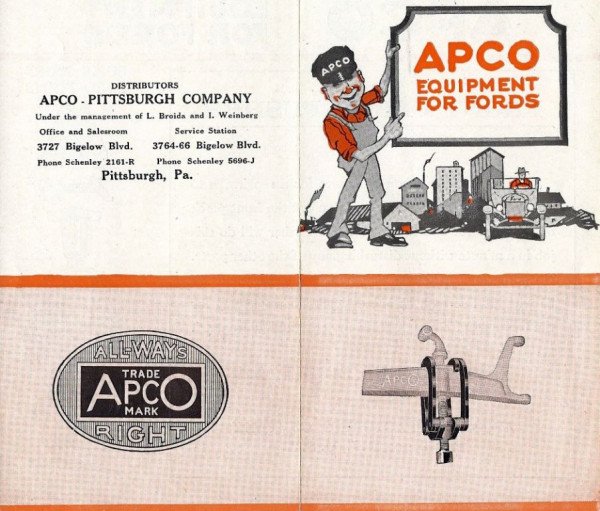 DISTRIBUTORS
APCO - PITTSBURGH COMPANY
Under the management of L. Broida and I. Weinberg
Office and Salesroom Service Station
3727 Bigelow Blvd. 3764-66 Bigelow Blvd.
Phone Schenley 2161-R Phone Schenley 5696-J
Pittsburgh, Pa.
APCO
APCO
EQUIPMENT
FOR FORDS
Ford
ALL-WAYS
TRADE
APCO
MARK
RIGHT
APCO